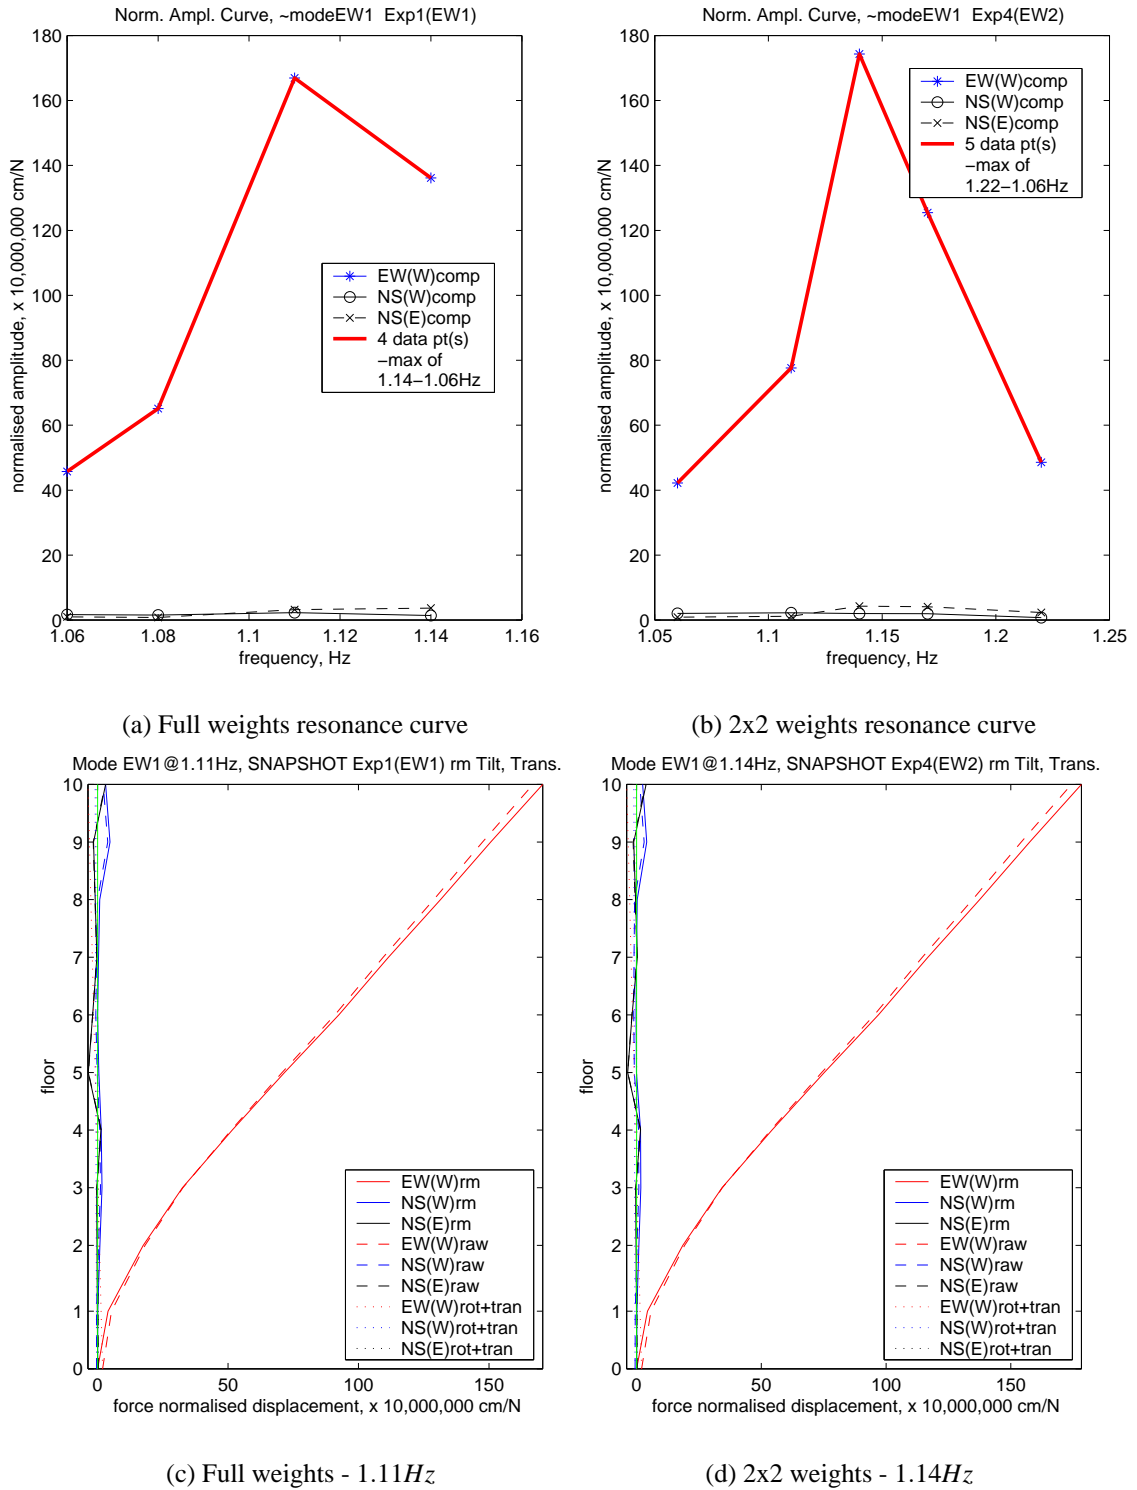 Norm. Ampl. Curve, ~modeEW1  Exp1(EW1)
180
160
140
120
100
80
60
40
20
0
normalised amplitude, x 10,000,000 cm/N
EW(W)comp
NS(W)comp
NS(E)comp
4 data pt(s)
−max of
1.14−1.06Hz
1.06 1.08 1.1 1.12 1.14 1.16
frequency, Hz
(a) Full weights resonance curve
Norm. Ampl. Curve, ~modeEW1  Exp4(EW2)
180
160
140
120
100
80
60
40
20
0
normalised amplitude, x 10,000,000 cm/N
EW(W)comp
NS(W)comp
NS(E)comp
5 data pt(s)
−max of
1.22−1.06Hz
1.05 1.1 1.15 1.2 1.25
frequency, Hz
(b) 2x2 weights resonance curve
Mode EW1@1.11Hz, SNAPSHOT Exp1(EW1) rm Tilt, Trans.
10
9
8
7
6
5
4
3
2
1
0
floor
EW(W)rm
NS(W)rm
NS(E)rm
EW(W)raw
NS(W)raw
NS(E)raw
EW(W)rot+tran
NS(W)rot+tran
NS(E)rot+tran
0 50 100 150
force normalised displacement, x 10,000,000 cm/N
(c) Full weights - 1.11Hz
Mode EW1@1.14Hz, SNAPSHOT Exp4(EW2) rm Tilt, Trans.
10
9
8
7
6
5
4
3
2
1
0
floor
EW(W)rm
NS(W)rm
NS(E)rm
EW(W)raw
NS(W)raw
NS(E)raw
EW(W)rot+tran
NS(W)rot+tran
NS(E)rot+tran
0 50 100 150
force normalised displacement, x 10,000,000 cm/N
(d) 2x2 weights - 1.14Hz